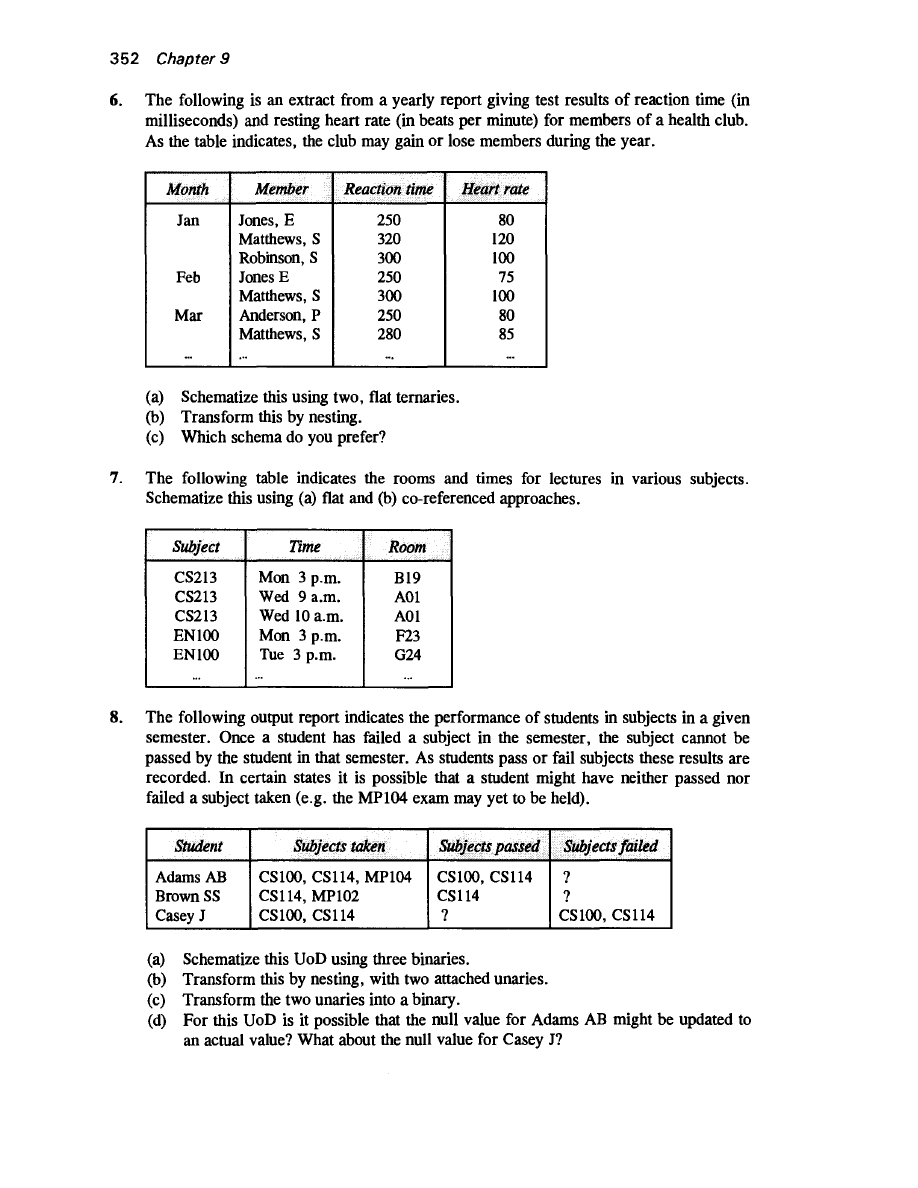 352 Chapter 9
6. The following is an extract from a yearly report giving test results of reaction time (in
milliseconds) and resting heart rate (in beats per minute) for members of a health club.
As the table indicates, the club may gain or lose members during the year.
Month Member Reaction time Heart rate
Jan Jones, E 250 80
Matthews, S 320 120
Robinson, S 300 100
Feb Jones E 250 75
Matthews, S 300 100
Mar Anderson, P 250 80
Matthews, S 280 85
... ... ... ...
(a) Schematize this using two, flat ternaries.
(b) Transform this by nesting.
(c) Which schema do you prefer?
7. The following table indicates the rooms and times for lectures in various subjects.
Schematize this using (a) flat and (b) co-referenced approaches.
Subject Time Room
CS213 Mon 3 p.m. B19
CS213 Wed 9 a.m. A01
CS213 Wed 10 a.m. A01
EN100 Mon 3 p.m. F23
EN100 Tue 3 p.m. G24
... ... ...
8. The following output report indicates the performance of students in subjects in a given
semester. Once a student has failed a subject in the semester, the subject cannot be
passed by the student in that semester. As students pass or fail subjects these results are
recorded. In certain states it is possible that a student might have neither passed nor
failed a subject taken (e.g. the MP104 exam may yet to be held).
Student Subjects taken Subjects passed Subjects failed
Adams AB CS100, CS114, MP104 CS100, CS114 ?
Brown SS CS114, MP102 CS114 ?
Casey J CS100, CS114 ? CS100, CS114
(a) Schematize this UoD using three binaries.
(b) Transform this by nesting, with two attached unaries.
(c) Transform the two unaries into a binary.
(d) For this UoD is it possible that the null value for Adams AB might be updated to
an actual value? What about the null value for Casey J?